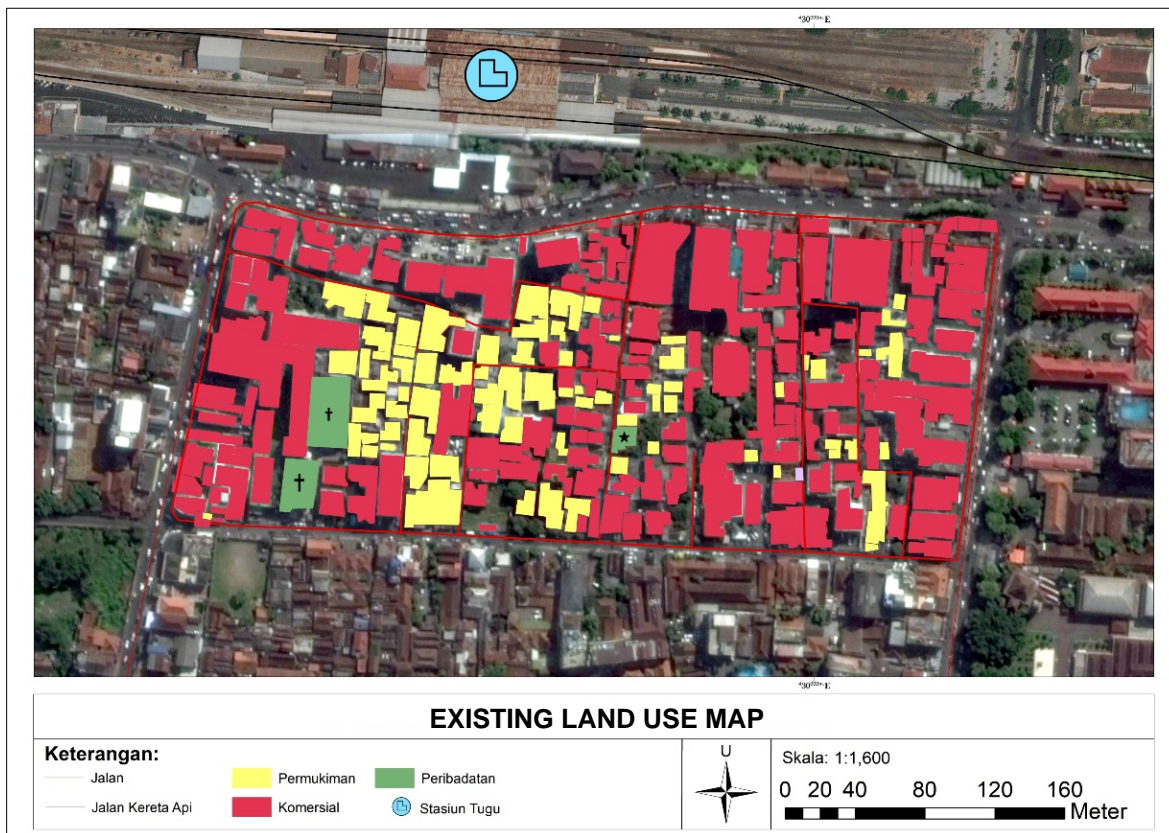 EXISTING LAND USE MAP
Keterangan:
Jalan
Jalan Kereta Api
Permukiman
Komersial
Peribadatan
Stasiun Tugu
U
Skala: 1:1,600
0 20 40 80 120 160
Meter